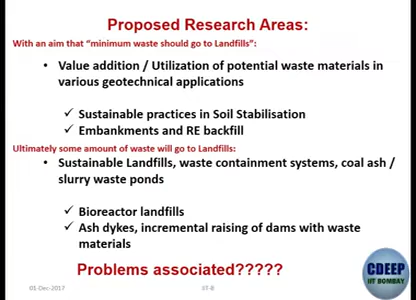 Proposed Research Areas:
With an aim that “minimum waste should go to Landfills”:
• Value addition / Utilization of potential waste materials in
various geotechnical applications
✓ Sustainable practices in Soil Stabilisation
✓ Embankments and RE backfill
Ultimately some amount of waste will go to Landfills:
• Sustainable Landfills, waste containment systems, coal ash /
slurry waste ponds
✓ Bioreactor landfills
✓ Ash dykes, incremental raising of dams with waste
materials
Problems associated?????
01-Dec-2017
IIT-B
CDEEP
IIT BOMBAY